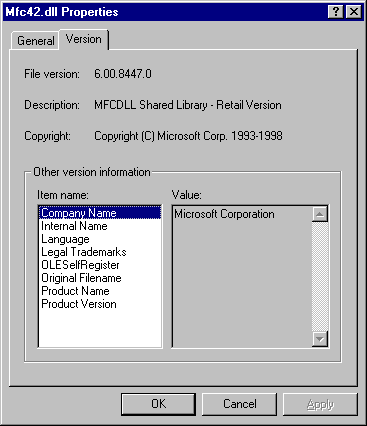 Mfc42.dll Properties
General Version
File version: 6.00.8447.0
Description: MFCDLL Shared Library - Retail Version
Copyright: Copyright (C) Microsoft Corp. 1993-1998
Other version information
Item name: Value:
Company Name Microsoft Corporation
Internal Name
Language
Legal Trademarks
OLESelfRegister
Original Filename
Product Name
Product Version
OK Cancel Apply